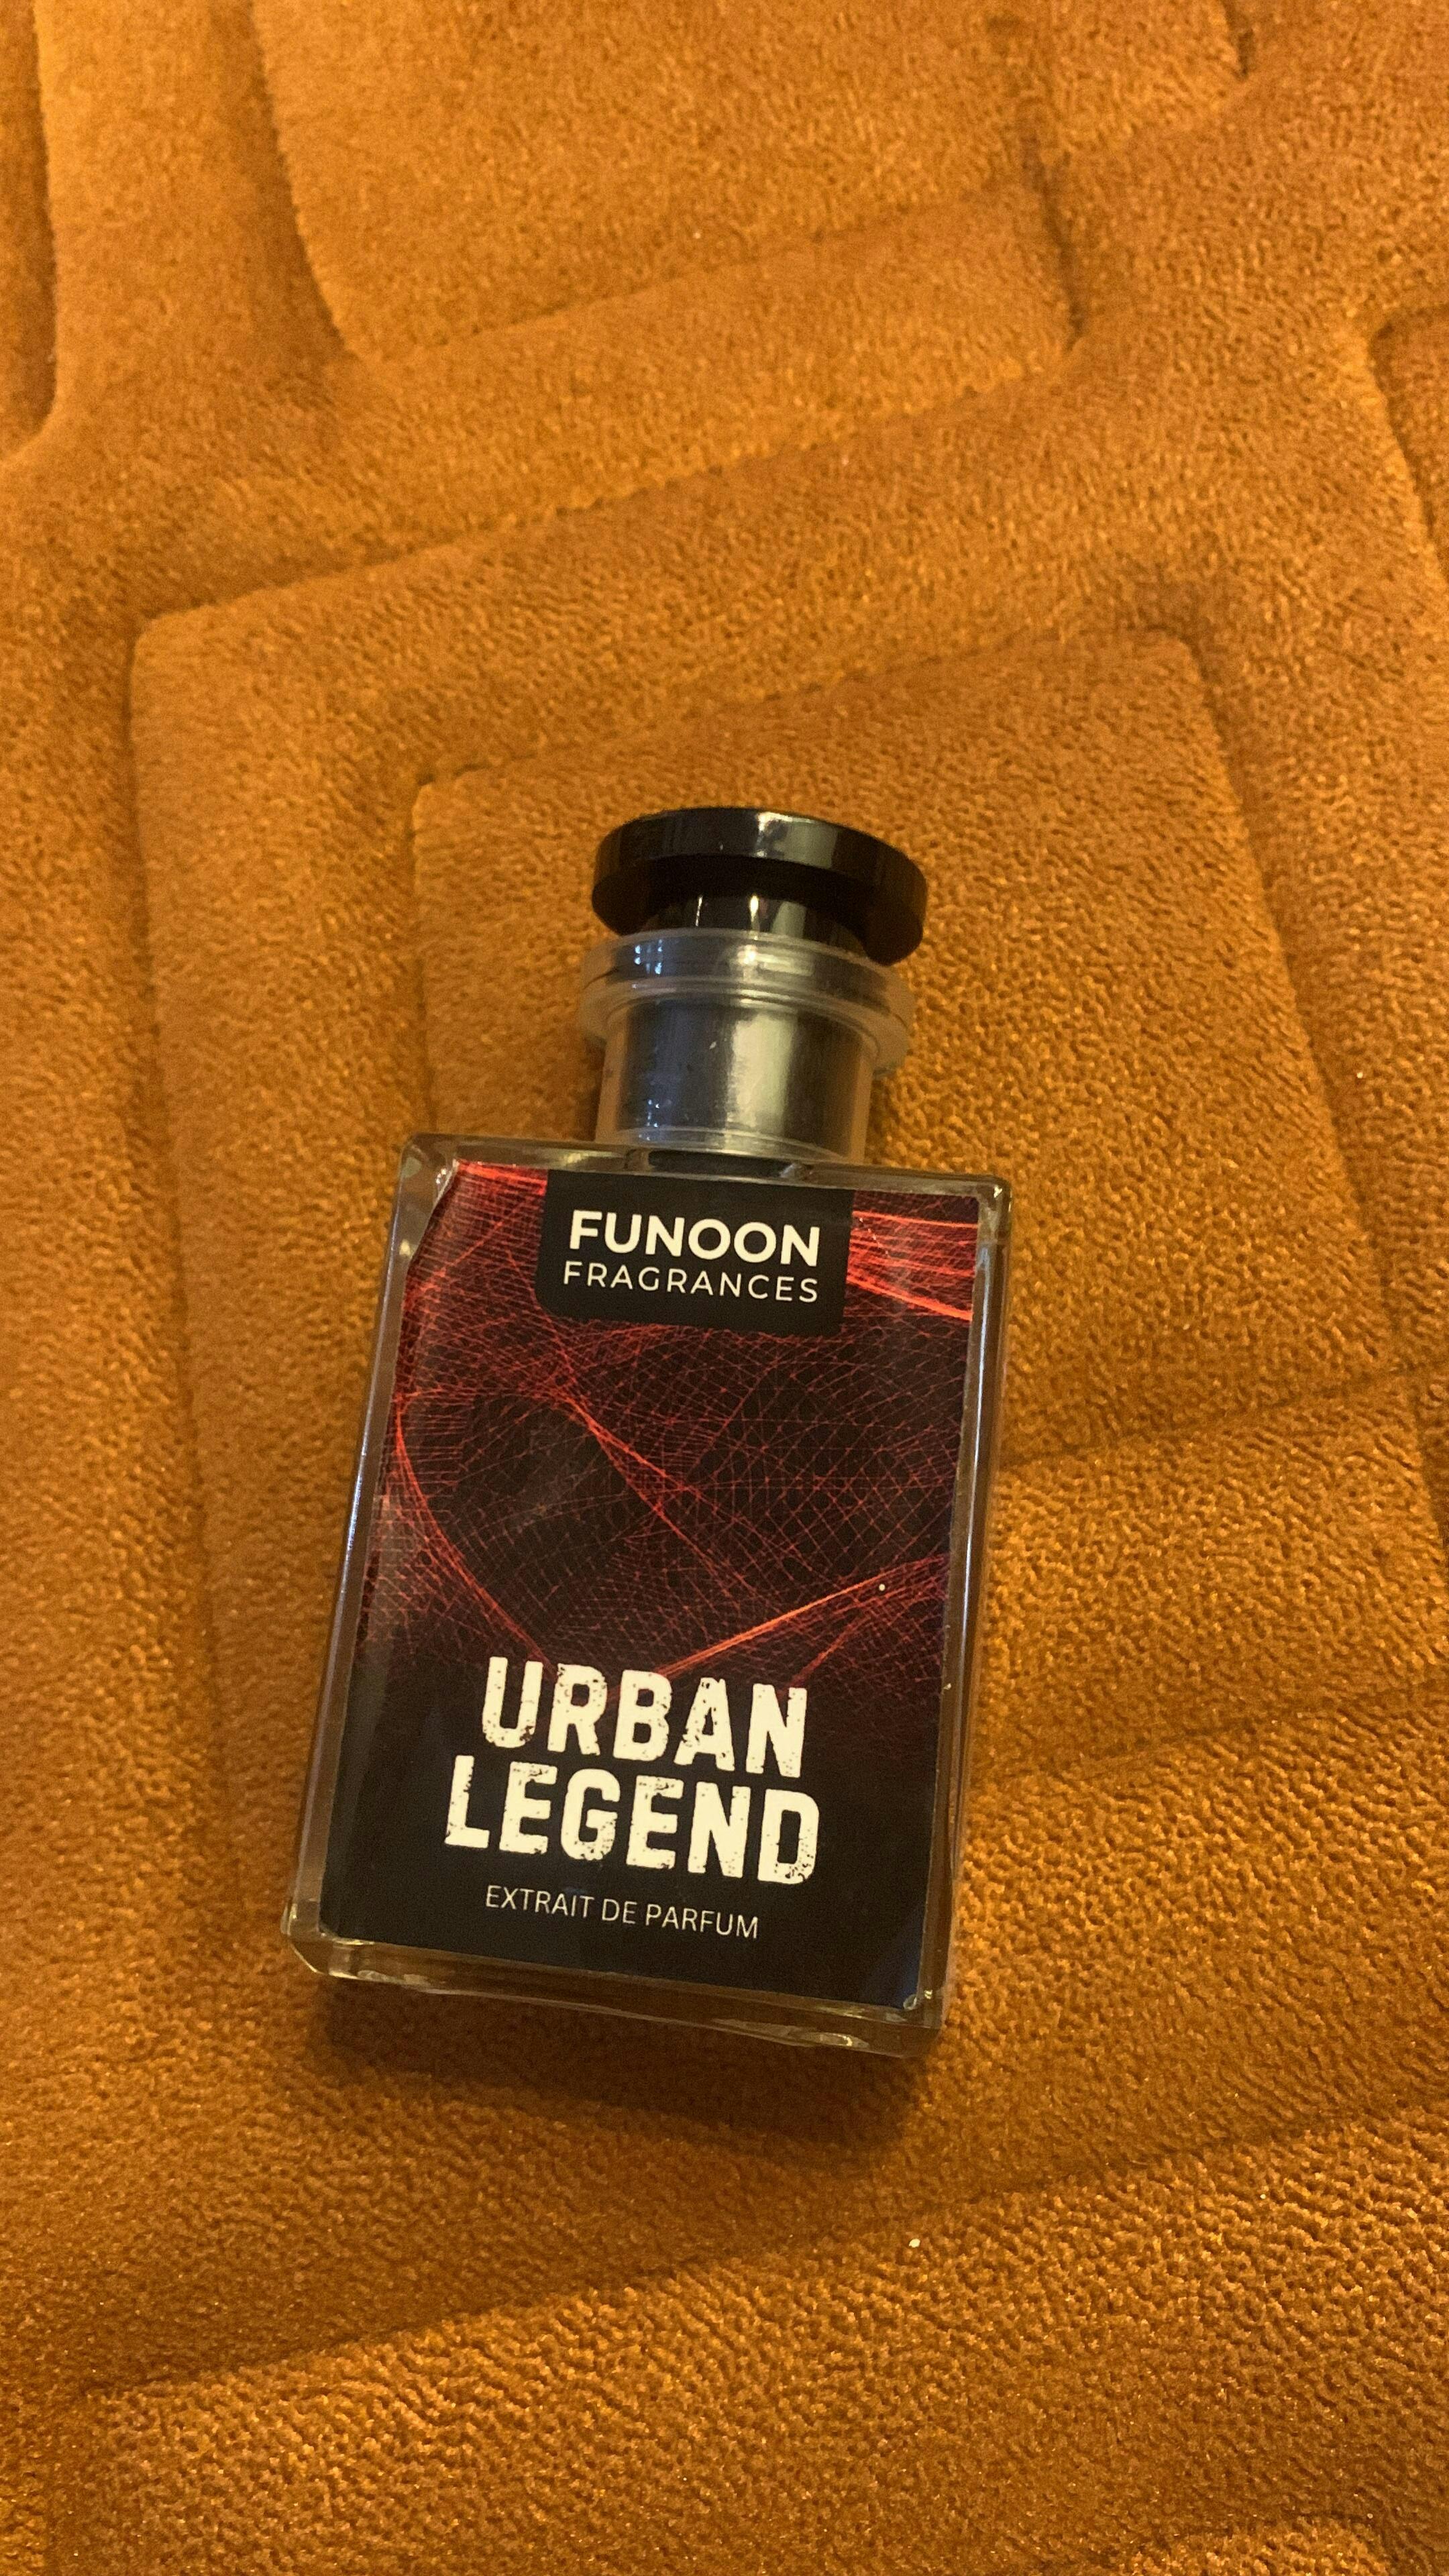 FUNOON
FRAGRANCES
URBAN
LEGEND
EXTRAIT DE PARFUM